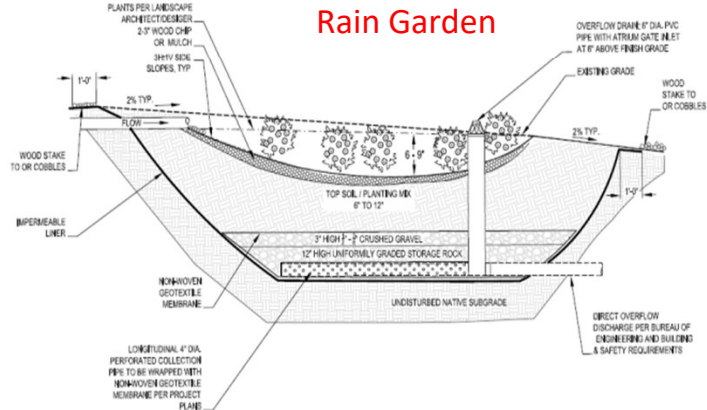 Rain Garden
PLANTS PER LANDSCAPE
ARCHITECT/DESIGER
2-3" WOOD CHIP
OR MULCH
3H:1V SIDE
SLOPES, TYP
1'-0"
2% TYP.
FLOW
WOOD STAKE
TO OR COBBLES
IMPERMEABLE
LINER
OVERFLOW DRAIN: 6" DIA. PVC
PIPE WITH ATRIUM GATE INLET
AT 6" ABOVE FINISH GRADE
EXISTING GRADE
WOOD
STAKE TO
OR COBBLES
2% TYP.
6 - 9"
1'-0"
TOP SOIL / PLANTING MIX
6" TO 12"
3" HIGH CRUSHED GRAVEL
12" HIGH UNIFORMILY GRADED STORAGE ROCK
NON-WOVEN
GEOTEXTILE
MEMBRANE
UNDISTURBED NATIVE SUBGRADE
DIRECT OVERFLOW
DISCHARGE PER BUREAU OF
ENGINEERING AND BUILDING
& SAFETY REQUIREMENTS
LONGITUDINAL 4" DIA.
PERFORATED COLLECTION
PIPE TO BE WRAPPED WITH
NON-WOVEN GEOTEXTILE
MEMBRANE PER PROJECT
PLANS